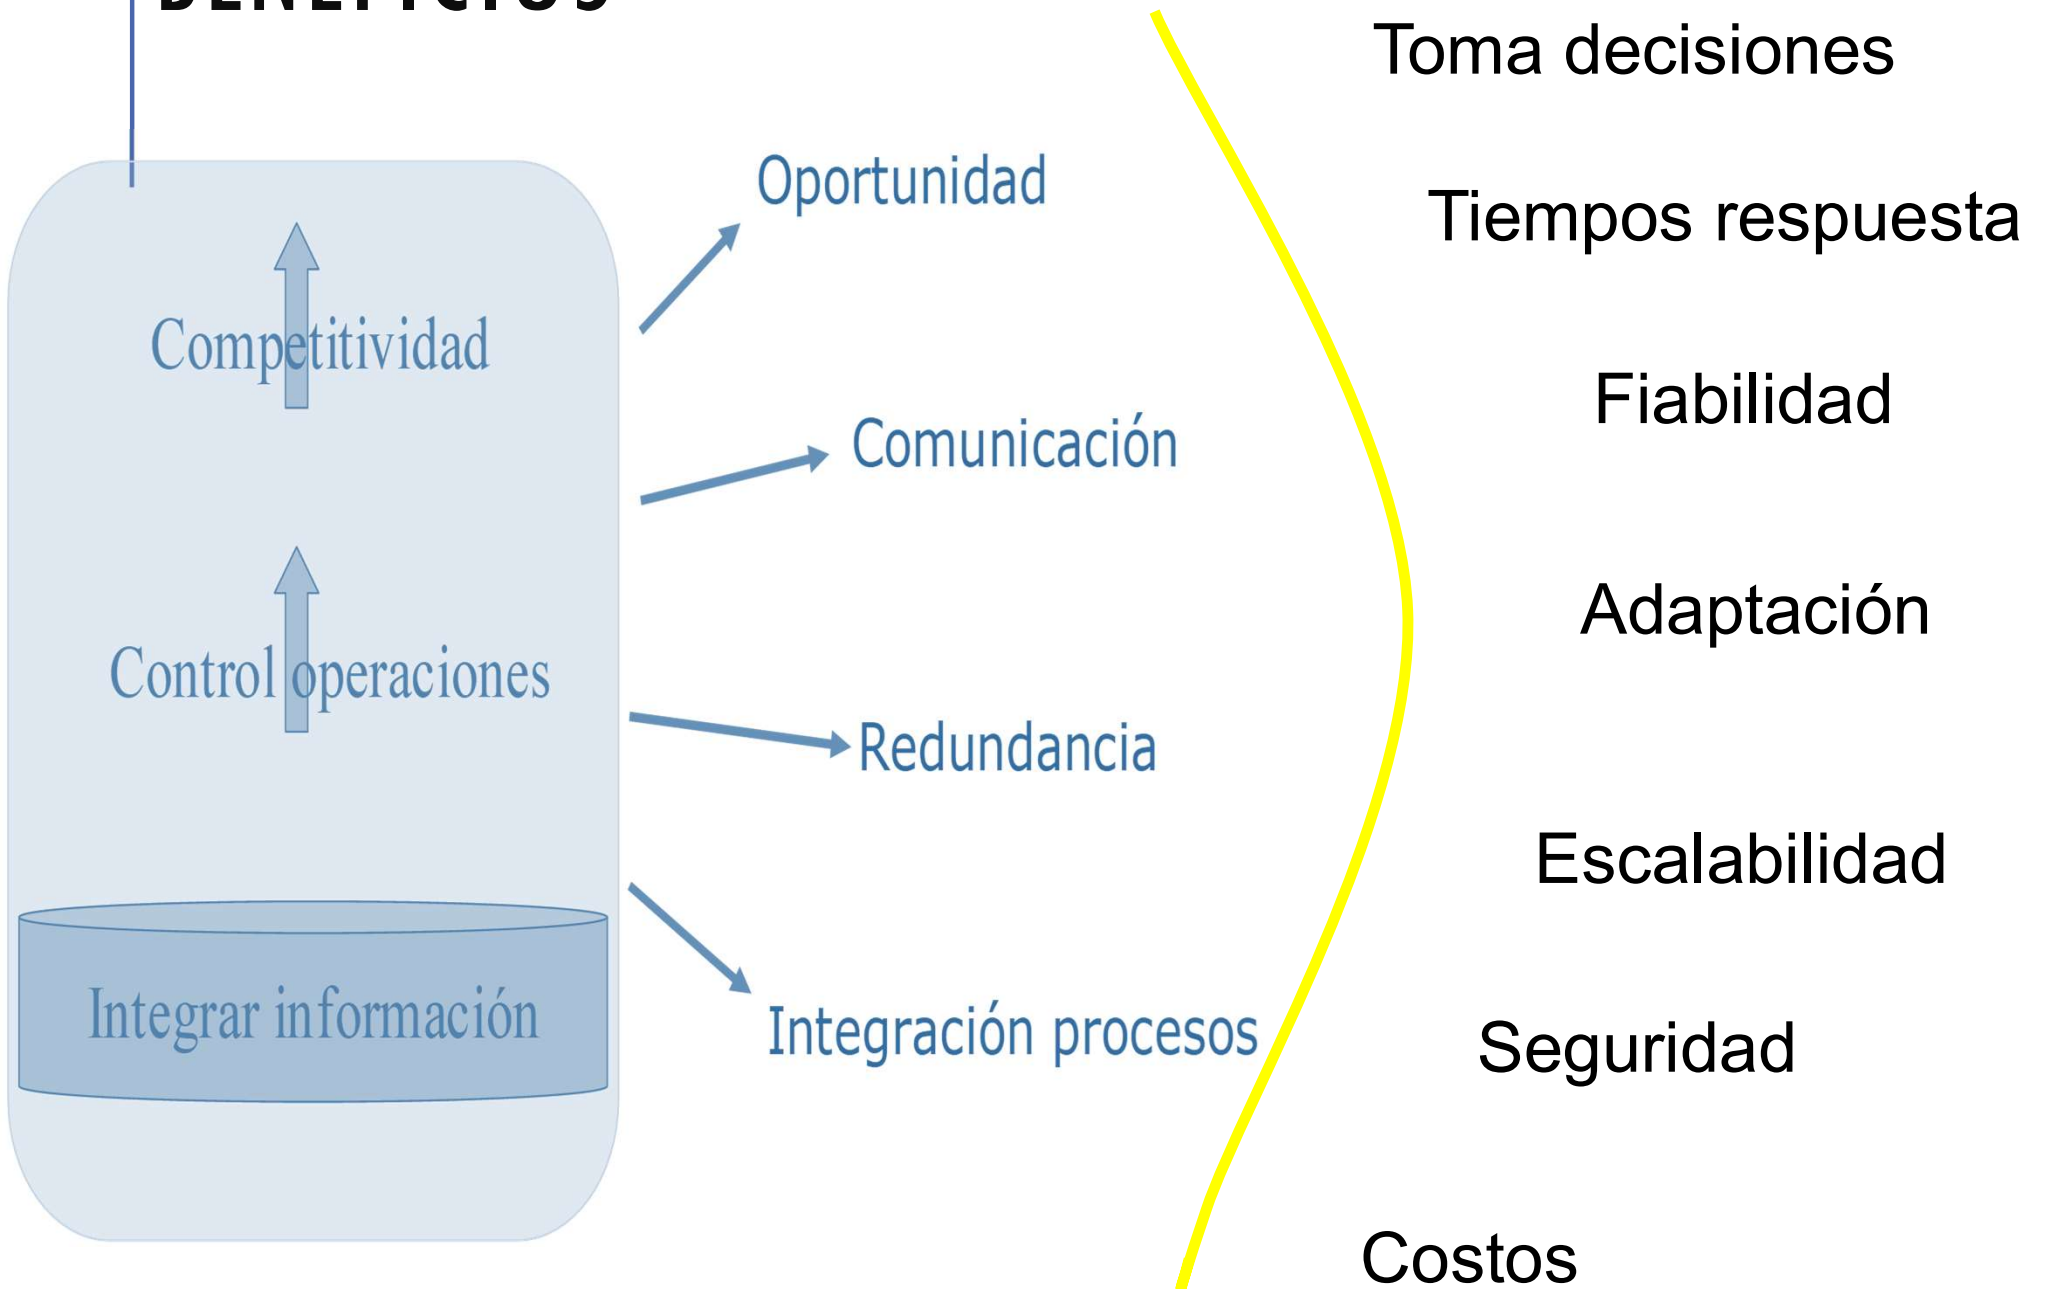 BENEFICIOS
Competitividad
Control operaciones
Integrar información
Oportunidad
Comunicación
Redundancia
Integración procesos
Toma decisiones
Tiempos respuesta
Fiabilidad
Adaptación
Escalabilidad
Seguridad
Costos